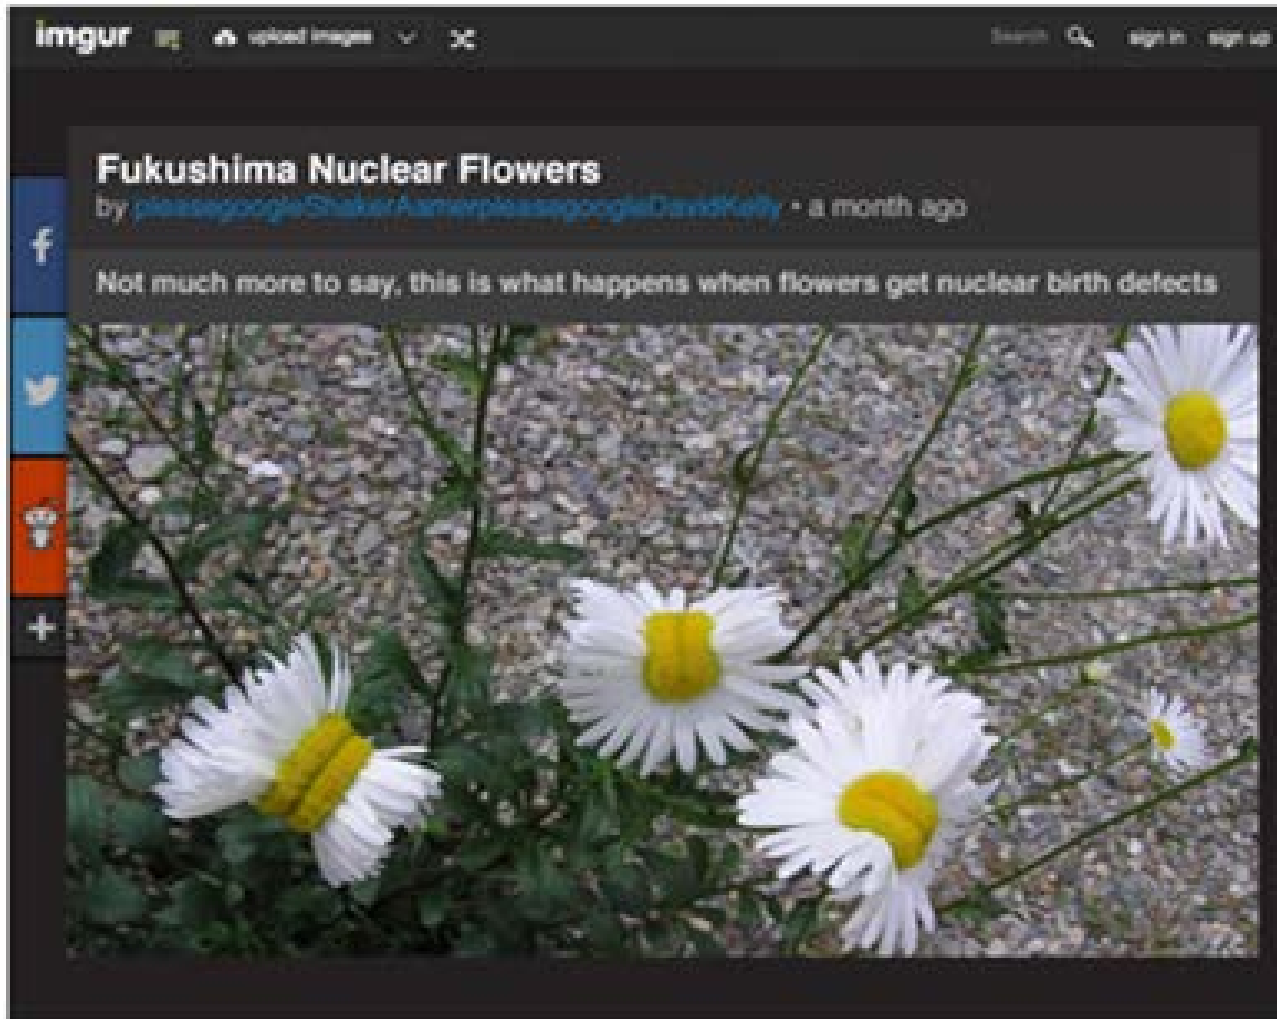 imgur upload images Search sign in sign up
Fukushima Nuclear Flowers
by pleasegoogleShakerAamerpleasegoogleDavidKelly • a month ago
Not much more to say, this is what happens when flowers get nuclear birth defects